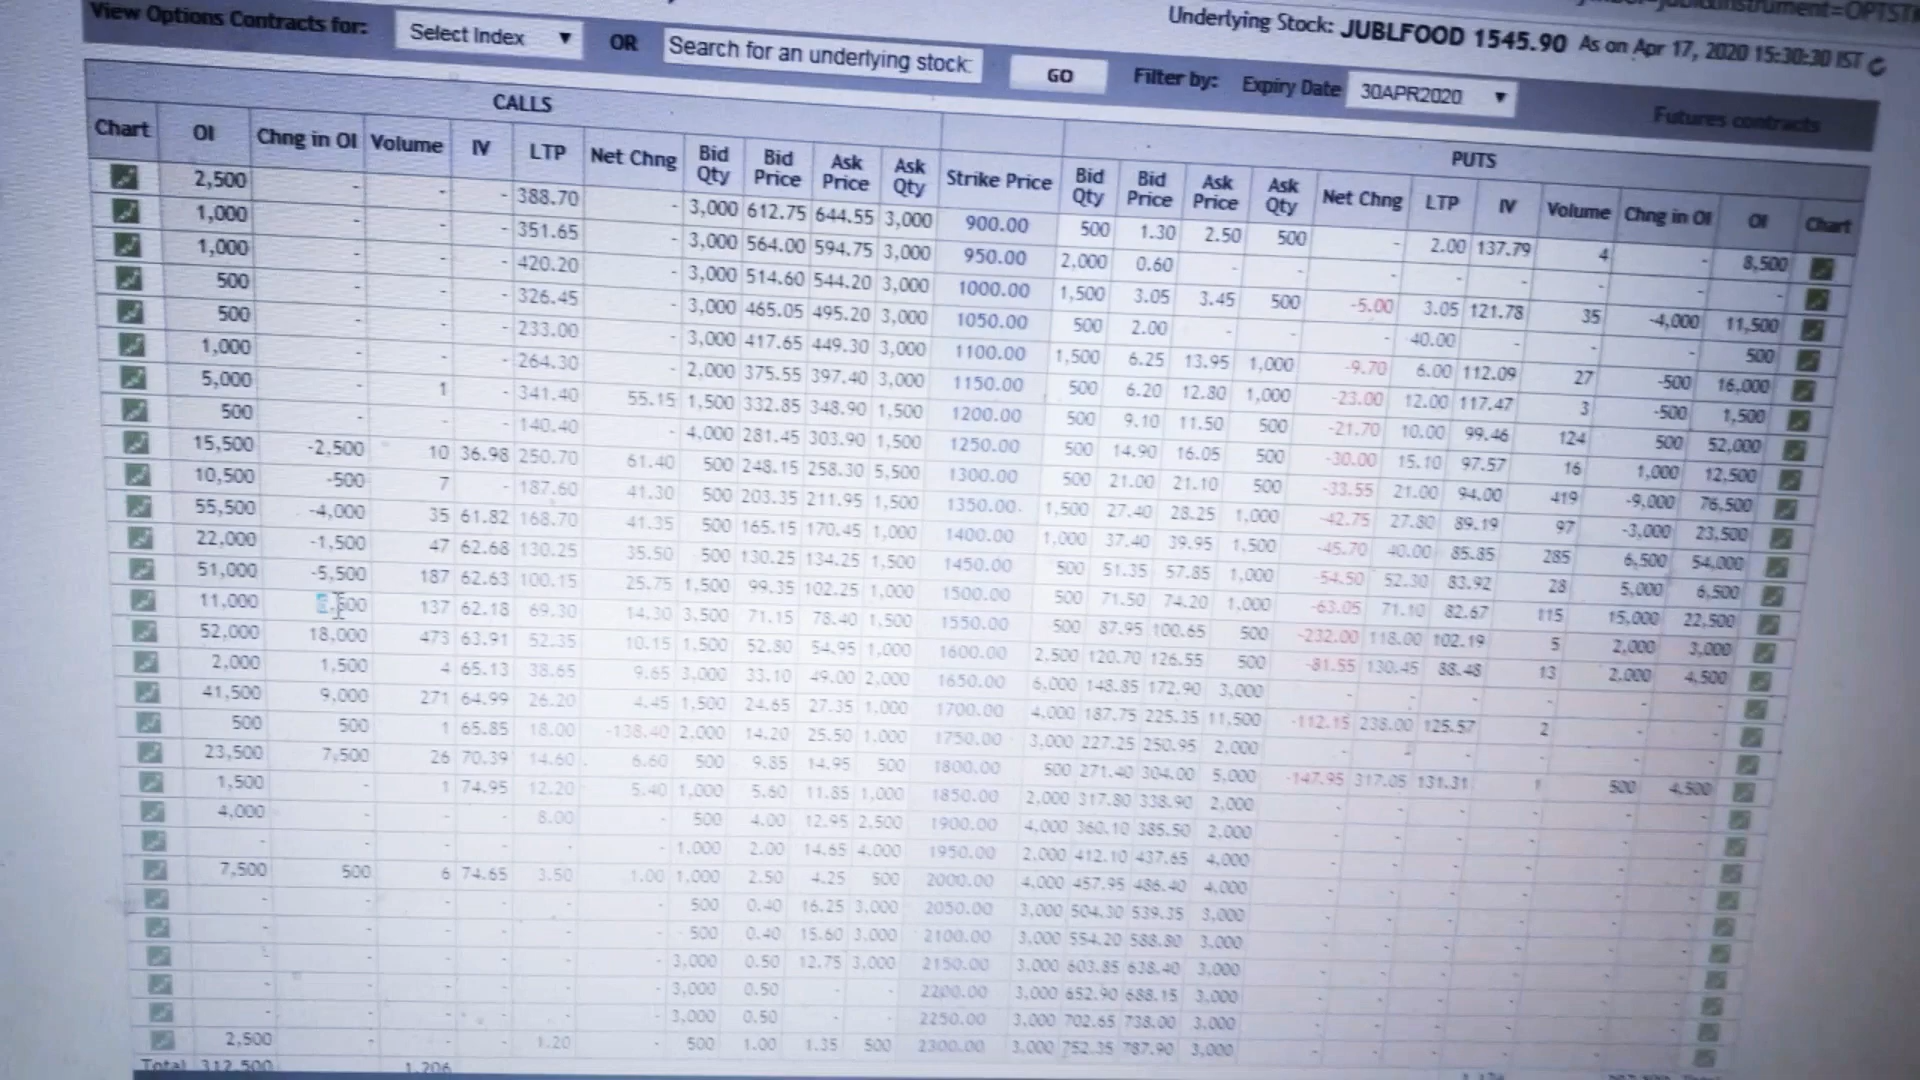 View Options Contracts for: Select Index OR Search for an underlying stock: GO Filter by: Expiry Date 30APR2020 Futures contracts
Underlying Stock: JUBLFOOD 1545.90 As on Apr 17, 2020 15:30:30 IST
CALLS PUTS
Chart OI Chng in OI Volume IV LTP Net Chng Bid Qty Bid Price Ask Price Ask Qty Strike Price Bid Qty Bid Price Ask Price Ask Qty Net Chng LTP IV Volume Chng in OI OI Chart
2,500 - - - 388.70 - 3,000 612.75 644.55 3,000 900.00 500 1.30 2.50 500 - 2.00 137.79 4 - 8,500
1,000 - - - 351.65 - 3,000 564.00 594.75 3,000 950.00 2,000 0.60 - - - - - - - -
1,000 - - - 420.20 - 3,000 514.60 544.20 3,000 1000.00 1,500 3.05 3.45 500 -5.00 3.05 121.78 35 -4,000 11,500
500 - - - 326.45 - 3,000 465.05 495.20 3,000 1050.00 500 2.00 - - - 40.00 - - - 500
500 - - - 233.00 - 3,000 417.65 449.30 3,000 1100.00 1,500 6.25 13.95 1,000 -9.70 6.00 112.09 27 -500 16,000
1,000 - - - 264.30 - 2,000 375.55 397.40 3,000 1150.00 500 6.20 12.80 1,000 -23.00 12.00 117.47 3 -500 1,500
5,000 - 1 - 341.40 55.15 1,500 332.85 348.90 1,500 1200.00 500 9.10 11.50 500 -21.70 10.00 99.46 124 500 52,000
500 - - - 140.40 - 4,000 281.45 303.90 1,500 1250.00 500 14.90 16.05 500 -30.00 15.10 97.57 16 1,000 12,500
15,500 -2,500 10 36.98 250.70 61.40 500 248.15 258.30 5,500 1300.00 500 21.00 21.10 500 -33.55 21.00 94.00 419 -9,000 76,500
10,500 -500 7 - 187.60 41.30 500 203.35 211.95 1,500 1350.00 1,500 27.40 28.25 1,000 -42.75 27.80 89.19 97 -3,000 23,500
55,500 -4,000 35 61.82 168.70 41.35 500 165.15 170.45 1,000 1400.00 1,000 37.40 39.95 1,500 -45.70 40.00 85.85 285 6,500 54,000
22,000 -1,500 47 62.68 130.25 35.50 500 130.25 134.25 1,500 1450.00 500 51.35 57.85 1,000 -54.50 52.30 83.92 28 5,000 6,500
51,000 -5,500 187 62.63 100.15 25.75 1,500 99.35 102.25 1,000 1500.00 500 71.50 74.20 1,000 -63.05 71.10 82.67 115 15,000 22,500
11,000 137 62.18 69.30 14.30 3,500 71.15 78.40 1,500 1550.00 500 87.95 100.65 500 -232.00 118.00 102.19 5 2,000 3,000
52,000 18,000 473 63.91 52.35 10.15 1,500 52.80 54.95 1,000 1600.00 2,500 120.70 126.55 500 -81.55 130.45 88.48 13 2,000 4,500
2,000 1,500 4 65.13 38.65 9.65 3,000 33.10 49.00 2,000 1650.00 6,000 148.85 172.90 3,000 - - - - - -
41,500 9,000 271 64.99 26.20 4.45 1,500 24.65 27.35 1,000 1700.00 4,000 187.75 225.35 11,500 -112.15 238.00 125.57 2 - -
500 500 1 65.85 18.00 -138.40 2,000 14.20 25.50 1,000 1750.00 3,000 227.25 250.95 2,000 - - - - - -
23,500 7,500 26 70.39 14.60 6.60 500 9.85 14.95 500 1800.00 500 271.40 304.00 5,000 -147.95 317.05 131.31 1 500 4,500
1,500 - 1 74.95 12.20 5.40 1,000 5.60 11.85 1,000 1850.00 2,000 317.80 338.90 2,000 - - - - - -
4,000 - - - 8.00 - 500 4.00 12.95 2,500 1900.00 4,000 360.10 385.50 2,000 - - - - - -
- - - - - - 1,000 2.00 14.65 4,000 1950.00 2,000 412.10 437.65 4,000 - - - - - -
7,500 500 6 74.65 3.50 1.00 1,000 2.50 4.25 500 2000.00 4,000 457.95 486.40 4,000 - - - - - -
- - - - - - 500 0.40 16.25 3,000 2050.00 3,000 504.30 539.35 3,000 - - - - - -
- - - - - - 500 0.40 15.60 3,000 2100.00 3,000 554.20 588.80 3,000 - - - - - -
- - - - - - 3,000 0.50 12.75 3,000 2150.00 3,000 603.85 638.40 3,000 - - - - - -
- - - - - - 3,000 0.50 - - 2200.00 3,000 652.90 688.15 3,000 - - - - - -
- - - - - - 3,000 0.50 - - 2250.00 3,000 702.65 738.00 3,000 - - - - - -
2,500 - - - 1.20 - 500 1.00 1.35 500 2300.00 3,000 752.35 787.90 3,000 - - - - - -
Total 312,500 1,206